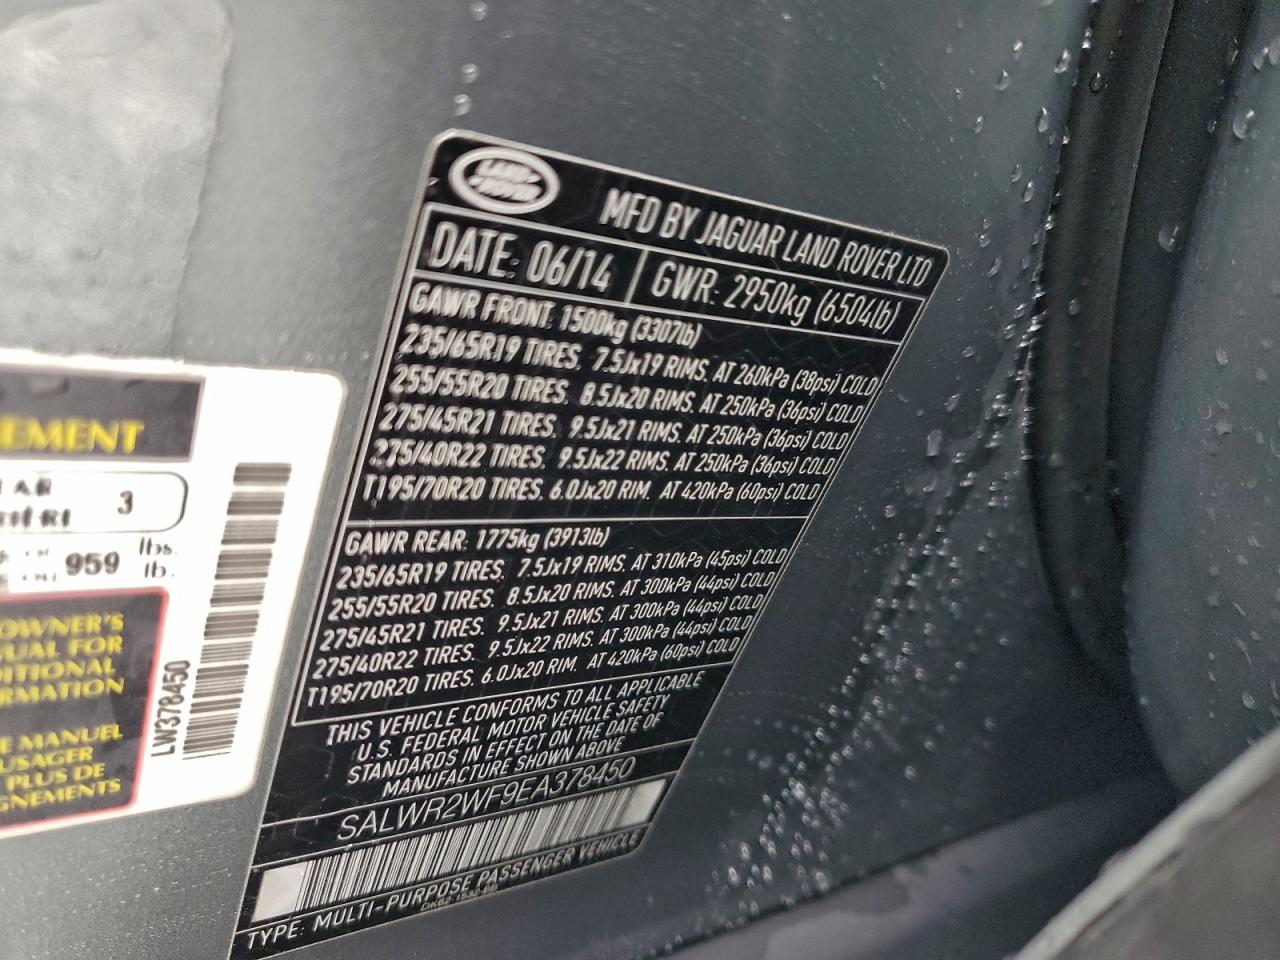 EMENT
3
959 lbs.
lb.
OWNER'S
UAL FOR
DITIONAL
RMATION
E MANUEL
USAGER
PLUS DE
GNEMENTS
LW378450
LAND
ROVER
MFD BY JAGUAR LAND ROVER LTD
DATE: 06/14 GWR: 2950kg (6504lb)
GAWR FRONT. 1500kg (3307lb)
235/65R19 TIRES. 7.5Jx19 RIMS. AT 260kPa (38psi) COLD
255/55R20 TIRES. 8.5Jx20 RIMS. AT 250kPa (36psi) COLD
275/45R21 TIRES. 9.5Jx21 RIMS. AT 250kPa (36psi) COLD
275/40R22 TIRES. 9.5Jx22 RIMS. AT 250kPa (36psi) COLD
T195/70R20 TIRES. 6.0Jx20 RIM. AT 420kPa (60psi) COLD
GAWR REAR: 1775kg (3913lb)
235/65R19 TIRES. 7.5Jx19 RIMS. AT 310kPa (45psi) COLD
255/55R20 TIRES. 8.5Jx20 RIMS. AT 300kPa (44psi) COLD
275/45R21 TIRES. 9.5Jx21 RIMS. AT 300kPa (44psi) COLD
275/40R22 TIRES. 9.5Jx22 RIMS. AT 300kPa (44psi) COLD
T195/70R20 TIRES. 6.0Jx20 RIM. AT 420kPa (60psi) COLD
THIS VEHICLE CONFORMS TO ALL APPLICABLE
U.S. FEDERAL MOTOR VEHICLE SAFETY
STANDARDS IN EFFECT ON THE DATE OF
MANUFACTURE SHOWN ABOVE
SALWR2WF9EA378450
TYPE: MULTI-PURPOSE PASSENGER VEHICLE